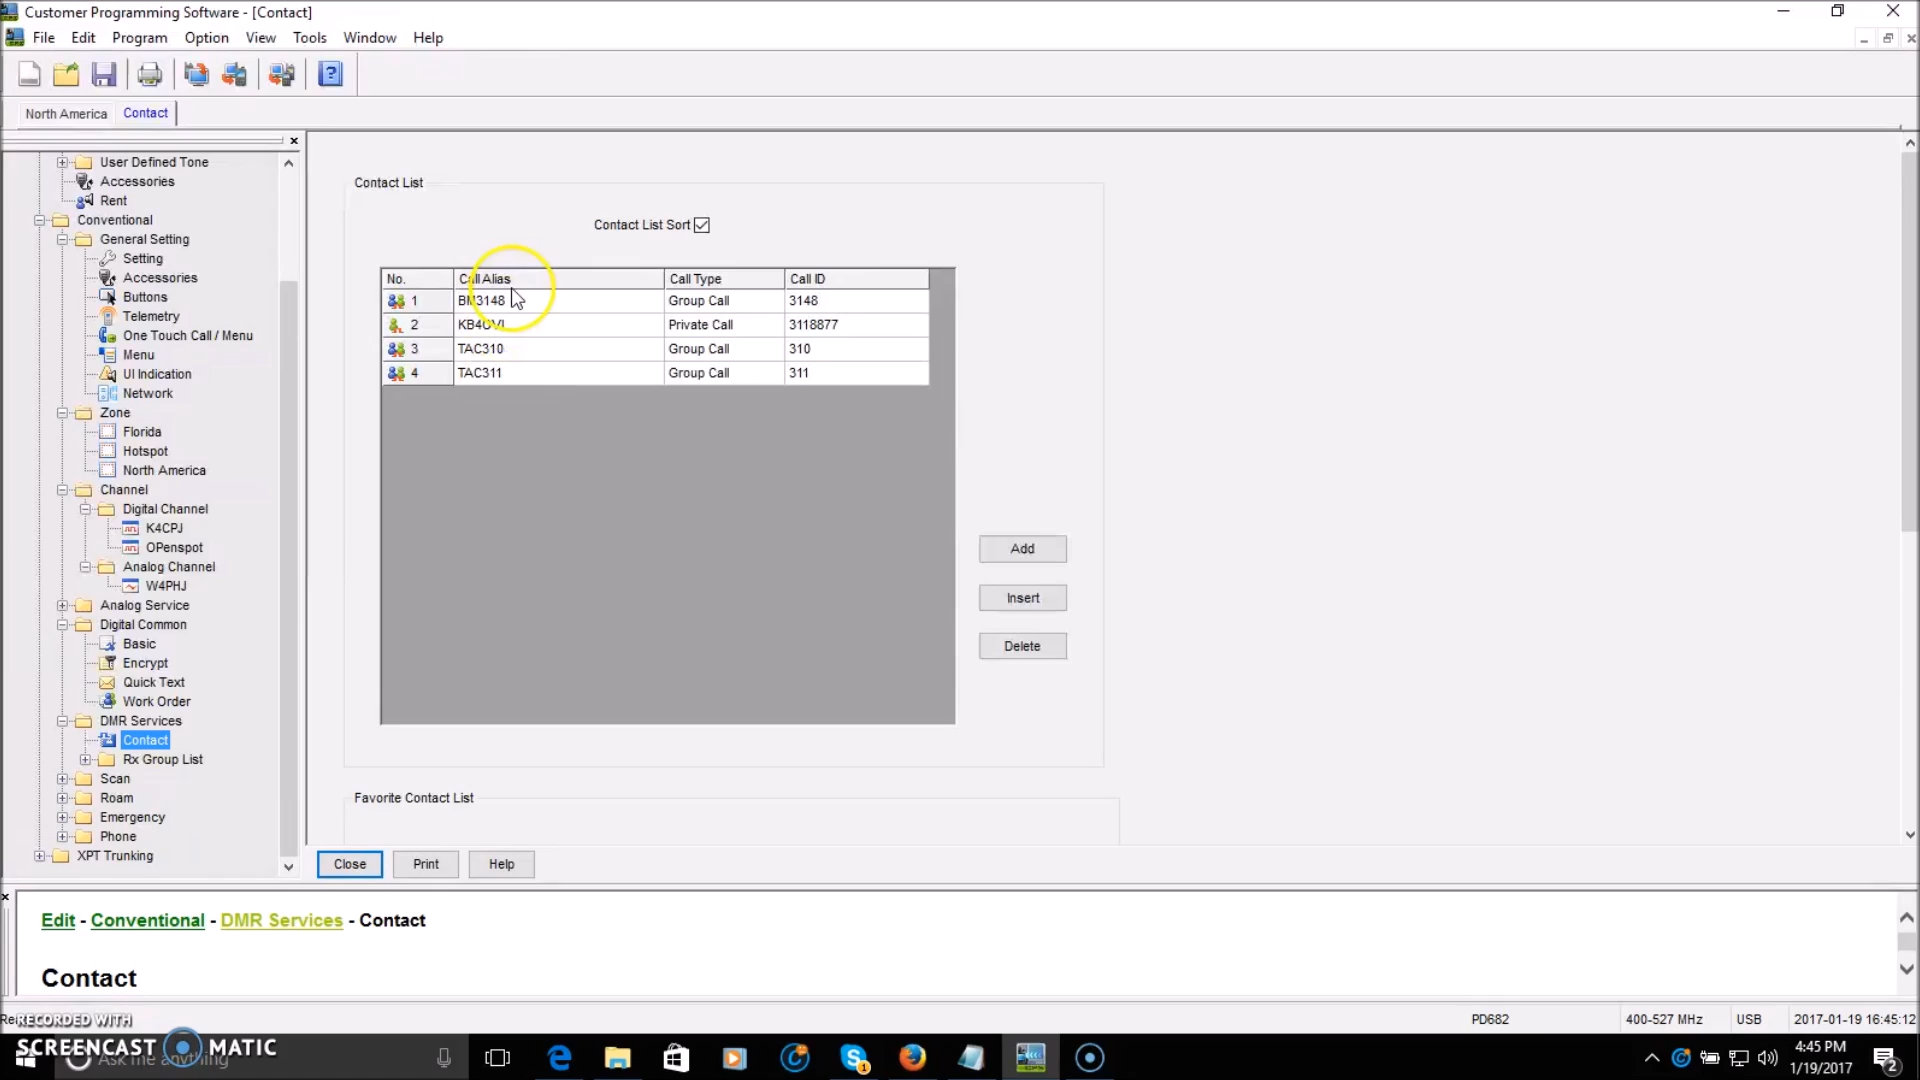 Customer Programming Software - [Contact]
File Edit Program Option View Tools Window Help
North America Contact
User Defined Tone
Accessories
Rent
Conventional
General Setting
Setting
Accessories
Buttons
Telemetry
One Touch Call / Menu
Menu
UI Indication
Network
Zone
Florida
Hotspot
North America
Channel
Digital Channel
K4CPJ
OPenspot
Analog Channel
W4PHJ
Analog Service
Digital Common
Basic
Encrypt
Quick Text
Work Order
DMR Services
Contact
Rx Group List
Scan
Roam
Emergency
Phone
XPT Trunking
Contact List
Contact List Sort
No. Call Alias Call Type Call ID
1 BM3148 Group Call 3148
2 Private Call 3118877
3 TAC310 Group Call 310
4 TAC311 Group Call 311
Add
Insert
Delete
Favorite Contact List
Close Print Help
Edit - Conventional - DMR Services - Contact
Contact
PD682 400-527 MHz USB 2017-01-19 16:45:12
RECORDED WITH
SCREENCAST MATIC
Ask me anything
1
4:45 PM
1/19/2017
2